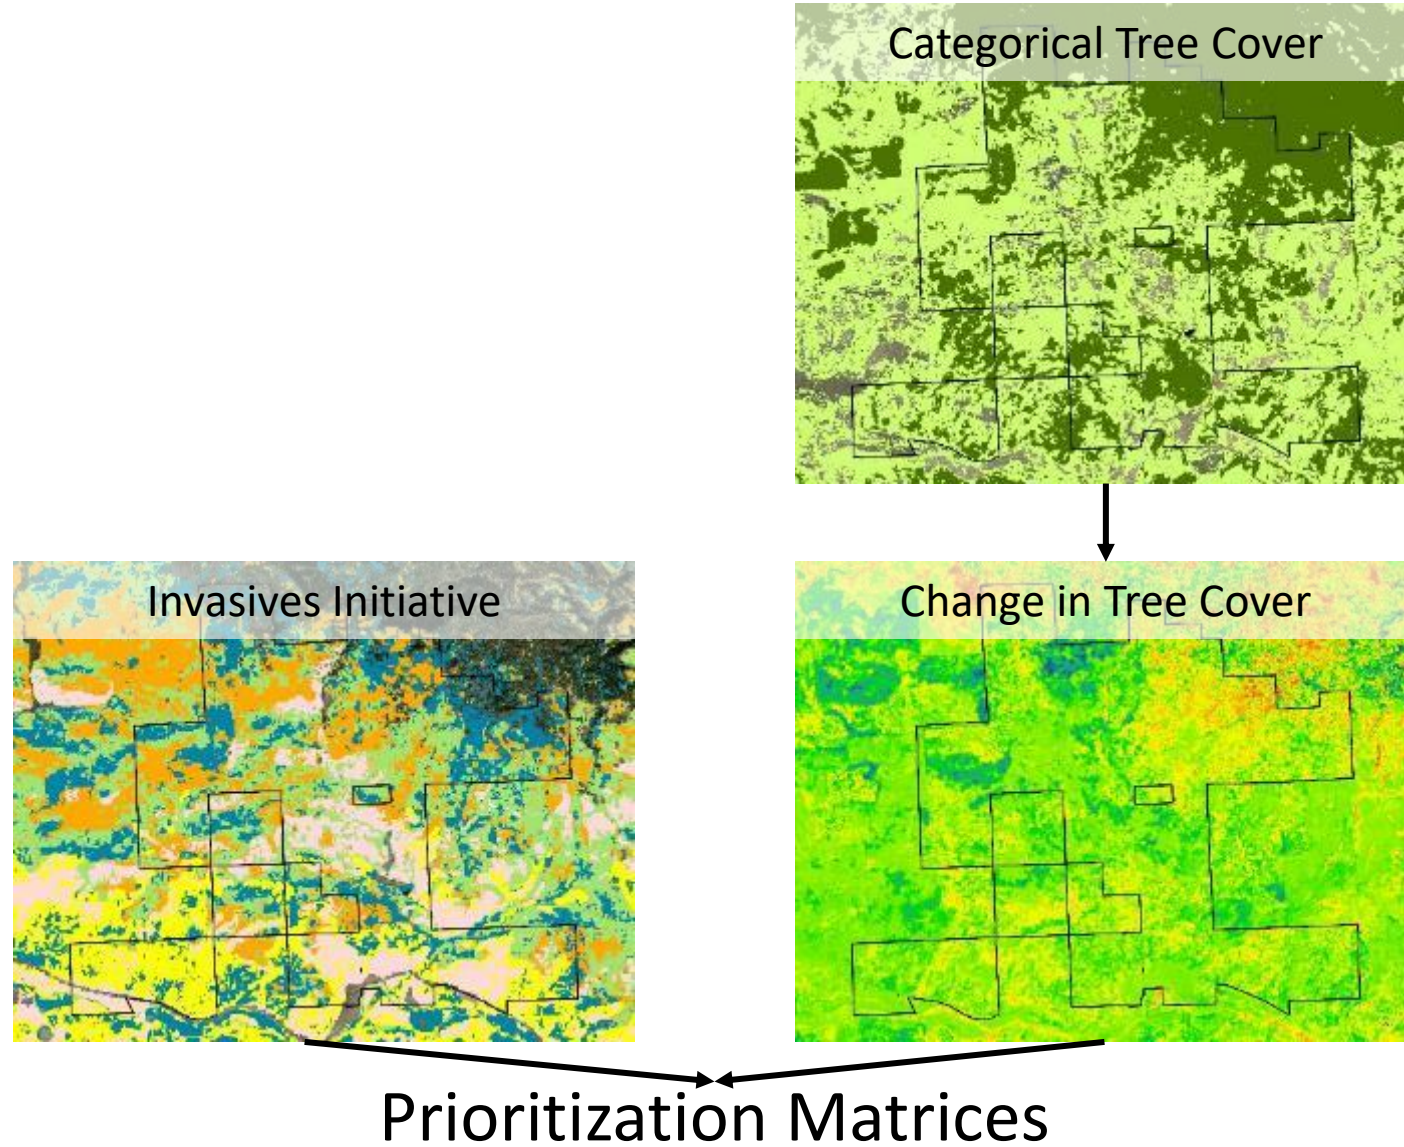 Categorical Tree Cover
Invasives Initiative
Change in Tree Cover
Prioritization Matrices